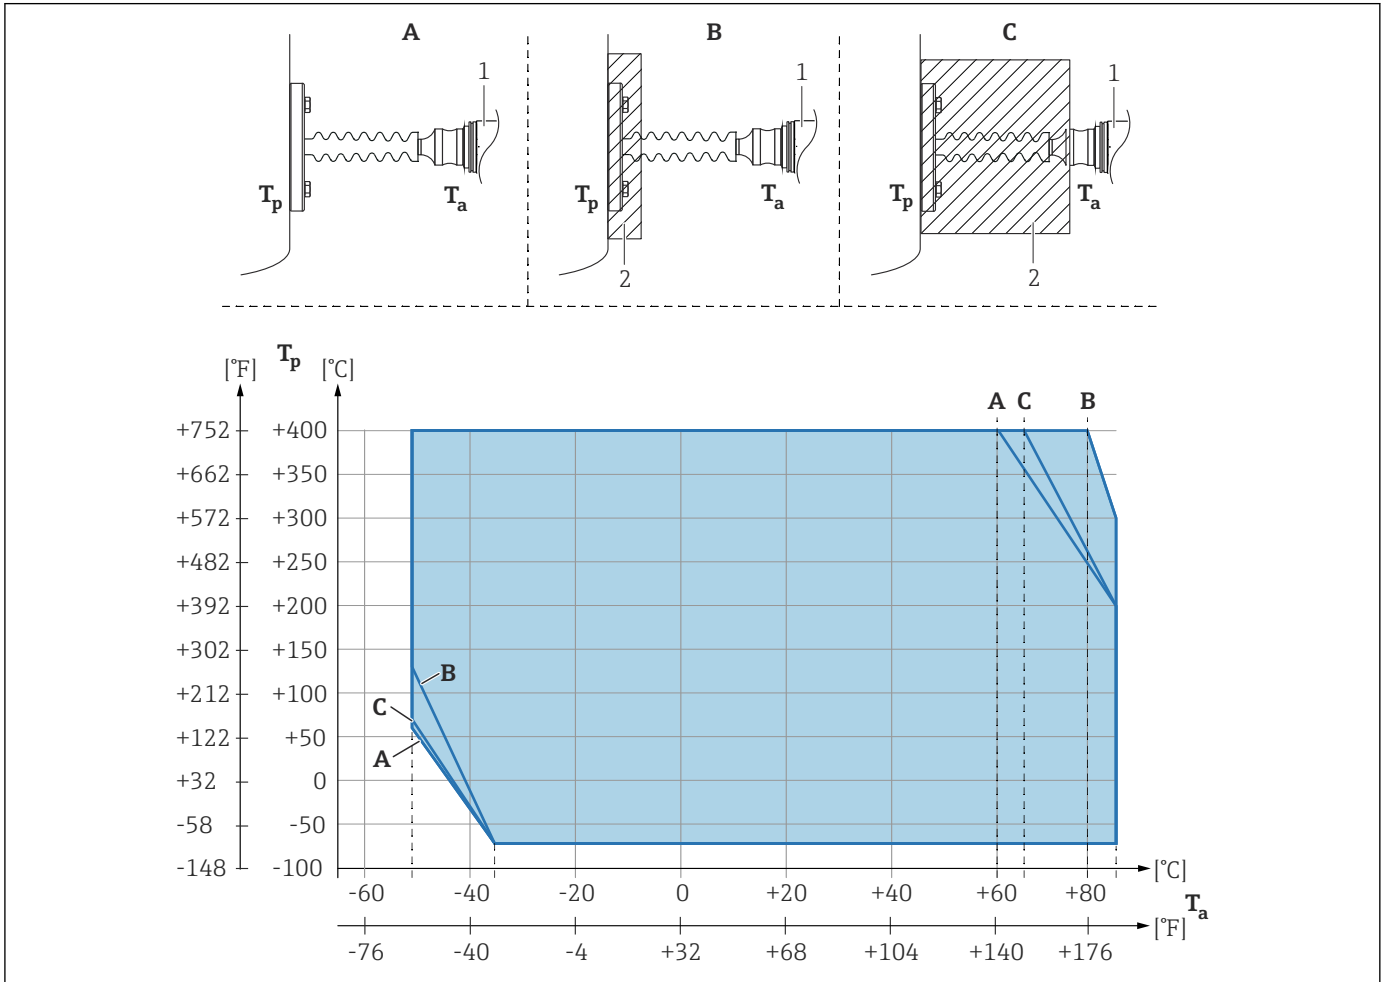 A B C
1 1 1
Tp Ta Tp Ta Tp Ta
2 2
Tp
[°F] [°C]
A C B
+752 +400
+662 +350
+572 +300
+482 +250
+392 +200
+302 +150
B
+212 +100
C
+122 +50
A
+32 0
-58 -50
-148 -100
[°C]
-60 -40 -20 0 +20 +40 +60 +80
Ta
[°F]
-76 -40 -4 +32 +68 +104 +140 +176